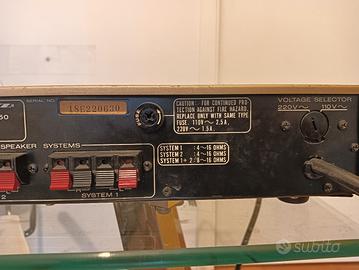 SERIAL NO.
18E220630
50
CAUTION: FOR CONTINUED PRO-
TECTION AGAINST FIRE HAZARD,
REPLACE ONLY WITH SAME TYPE
FUSE. 110V～ 2.5A,
220V～ 1.5A.
VOLTAGE SELECTOR
220V～ 110V～
SPEAKER SYSTEMS
SYSTEM 1 : 4～16 OHMS
SYSTEM 2 : 4～16 OHMS
SYSTEM 1+2:8～16 OHMS
2
SYSTEM 1
subito